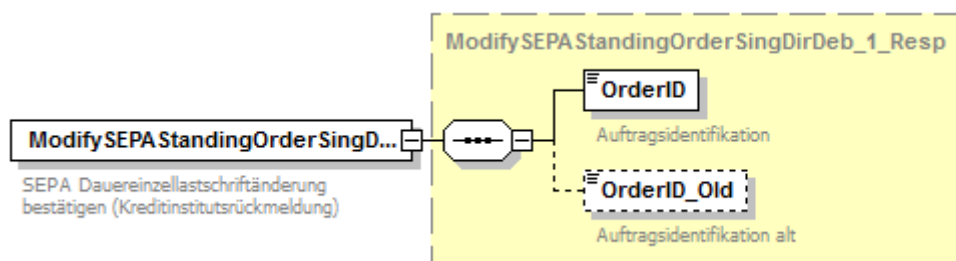 ModifySEPAStandingOrderSingDirDeb_1_Resp
OrderID
Auftragsidentifikation
ModifySEPAStandingOrderSingD...
SEPA Dauereinzellastschriftänderung
bestätigen (Kreditinstitutsrückmeldung)
OrderID_Old
Auftragsidentifikation alt